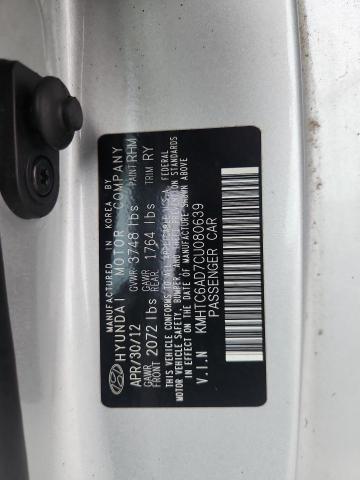 MANUFACTURED IN KOREA BY
HYUNDAI MOTOR COMPANY
APR/30/12 GVWR 3748 lbs PAINT RHM
GAWR FRONT 2072 lbs GAWR REAR 1764 lbs TRIM RY
THIS VEHICLE CONFORMS TO ALL APPLICABLE U.S.A. FEDERAL
MOTOR VEHICLE SAFETY, BUMPER, AND THEFT PREVENTION STANDARDS
IN EFFECT ON THE DATE OF MANUFACTURE SHOWN ABOVE.
V.I.N KMHTC6AD7CU080639
PASSENGER CAR